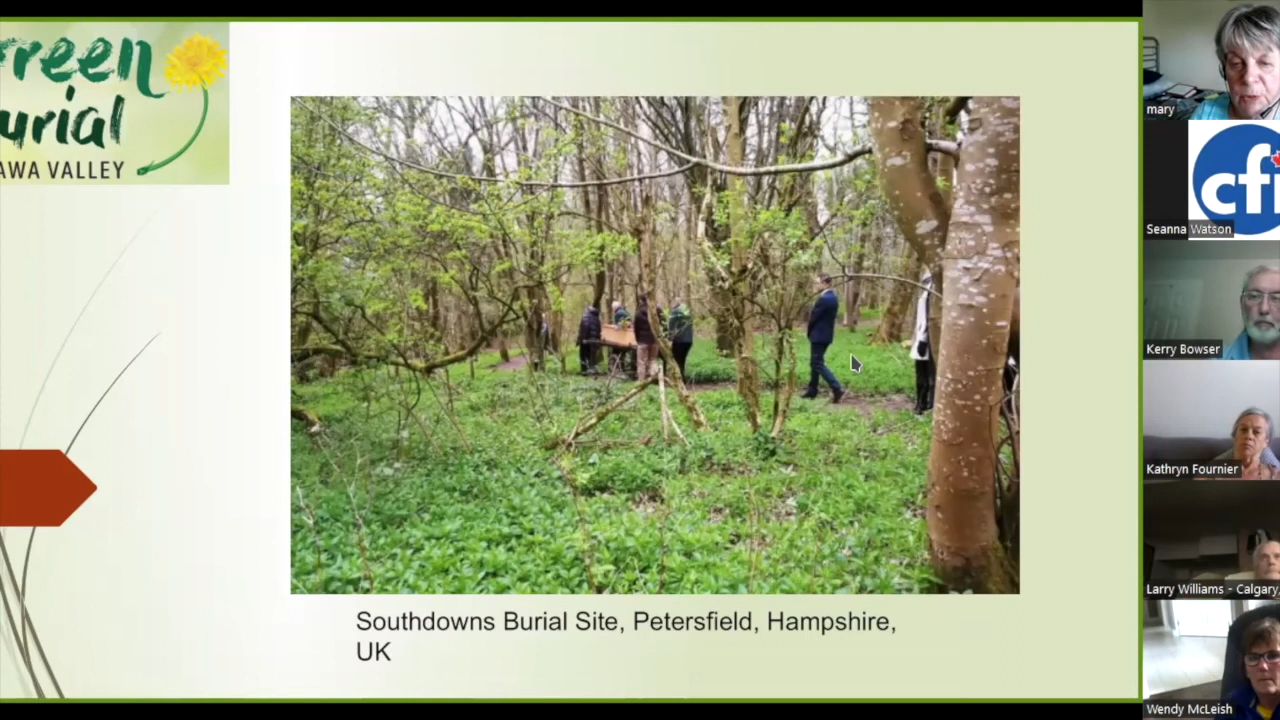 reen
urial
AWA VALLEY
Southdowns Burial Site, Petersfield, Hampshire,
UK
mary
cfi
Seanna Watson
Kerry Bowser
Kathryn Fournier
Larry Williams - Calgary,
Wendy McLeish